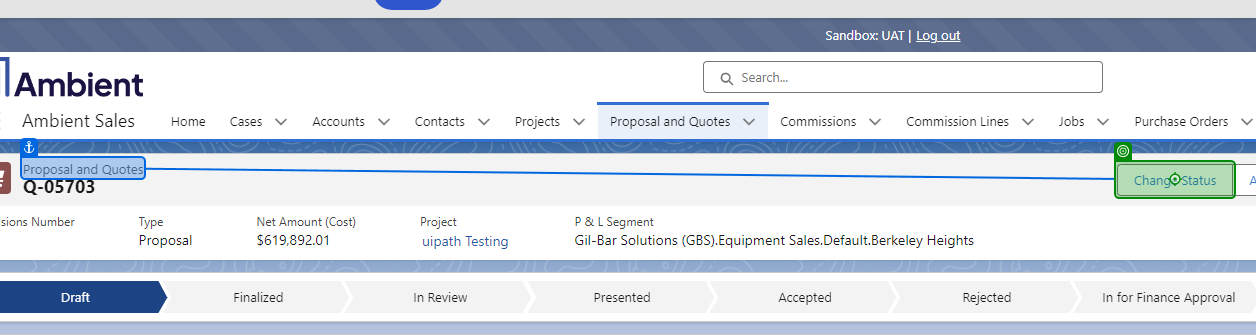 Sandbox: UAT | Log out
Ambient
Search...
Ambient Sales
Home
Cases
Accounts
Contacts
Projects
Proposal and Quotes
Commissions
Commission Lines
Jobs
Purchase Orders
Proposal and Quotes
Q-05703
Change Status
A
sions Number
Type
Net Amount (Cost)
Project
P & L Segment
Proposal
$619,892.01
uipath Testing
Gil-Bar Solutions (GBS).Equipment Sales.Default.Berkeley Heights
Draft
Finalized
In Review
Presented
Accepted
Rejected
In for Finance Approval